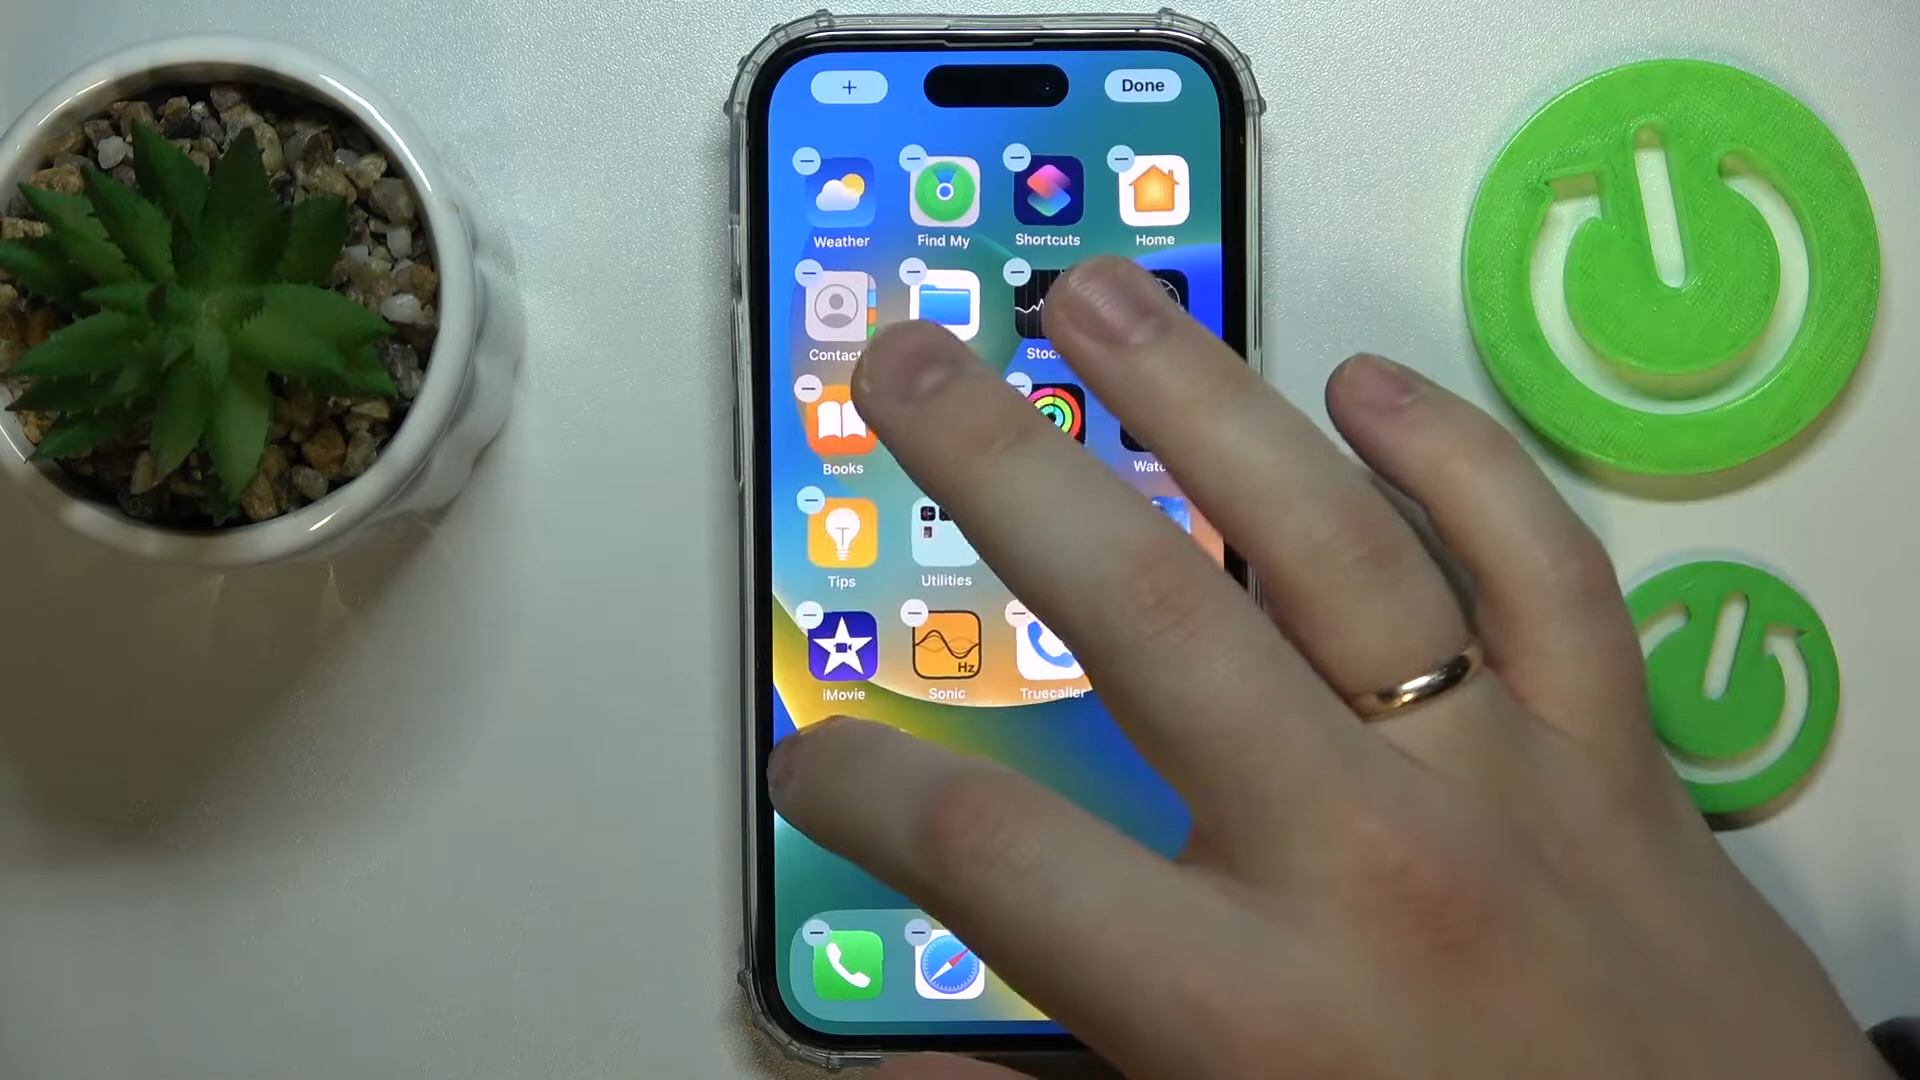 +
Done
Weather
Find My
Shortcuts
Home
Books
Tips
Utilities
iMovie
Hz
Sonic
Truecaller